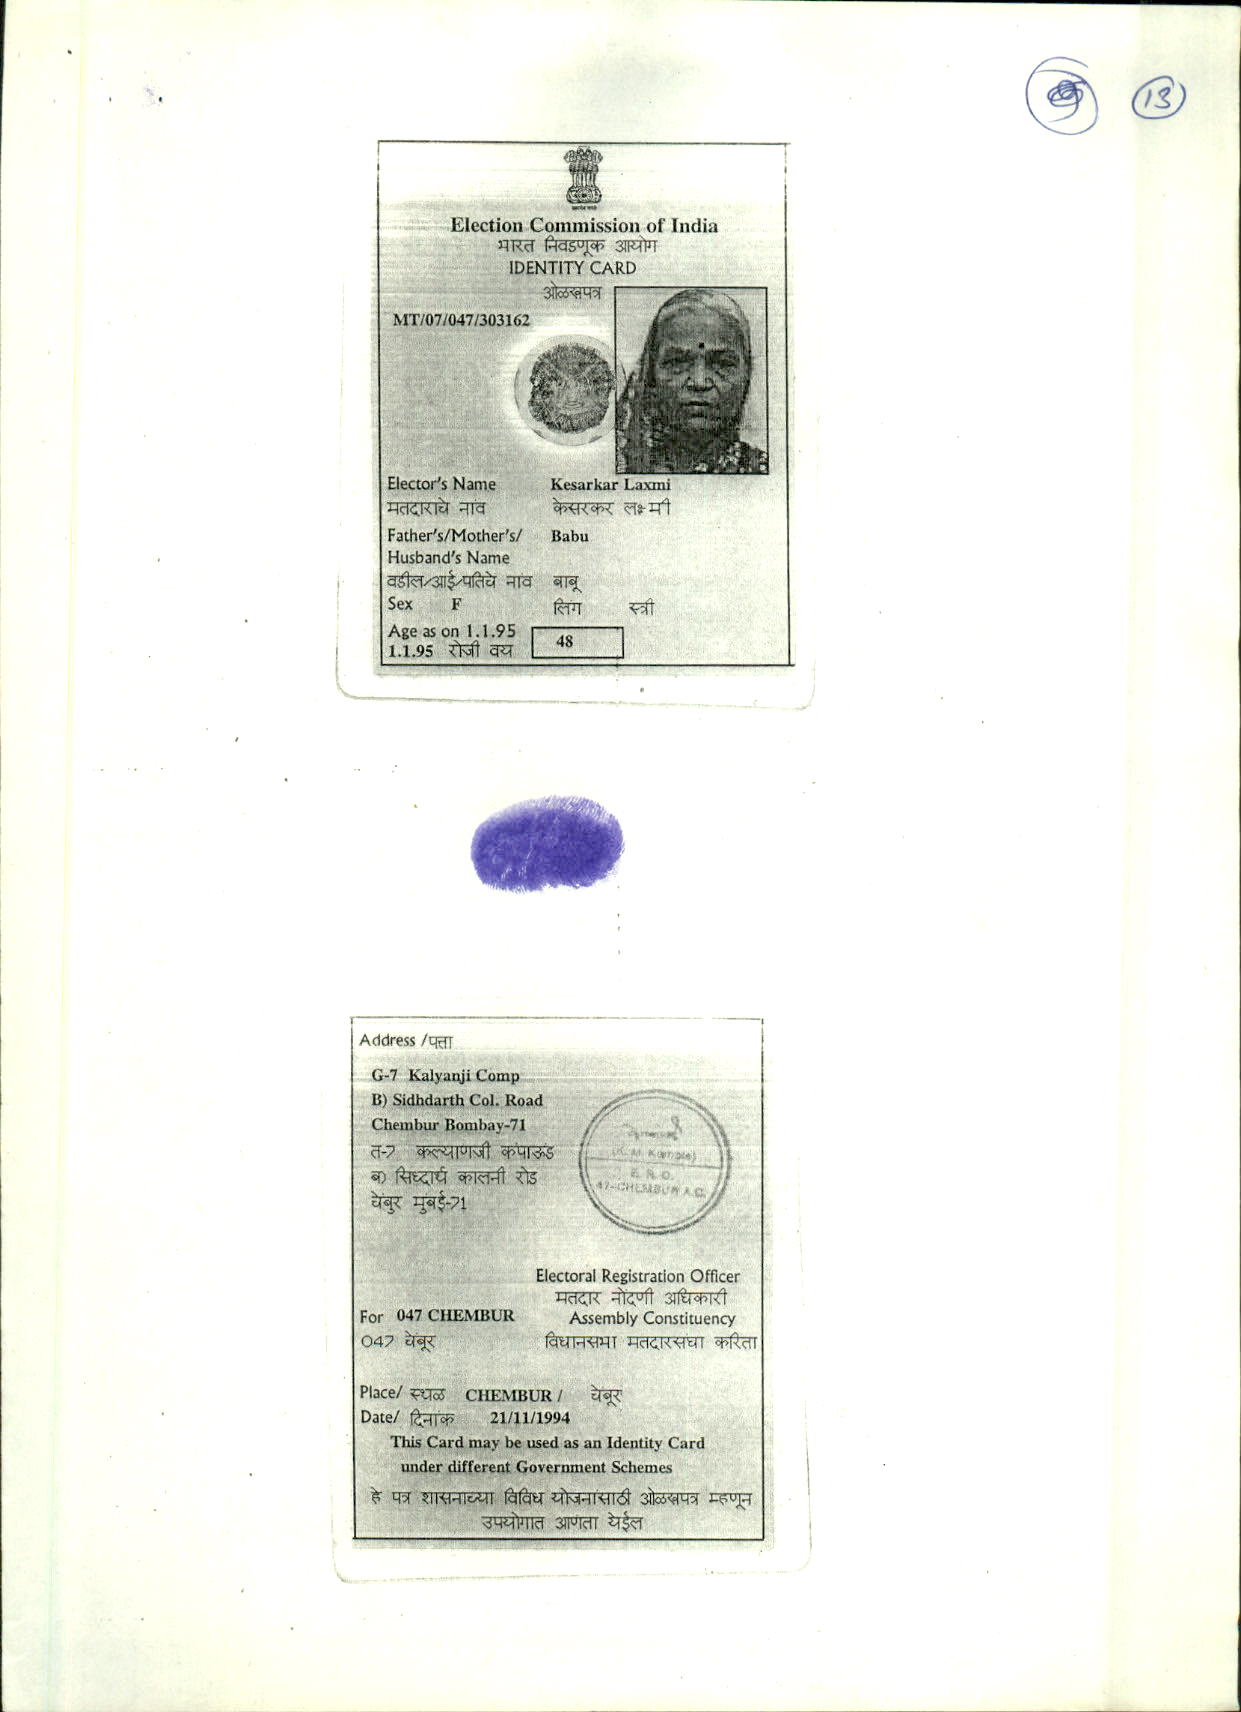 13
Election Commission of India
भारत निवडणूक आयोग
IDENTITY CARD
ओळखपत्र
MT/07/047/303162
Elector's Name Kesarkar Laxmi
मतदाराचे नाव केसरकर लक्ष्मी
Father's/Mother's/ Babu
Husband's Name
वडील/आई/पतिचे नाव बाबू
Sex F लिंग स्त्री
Age as on 1.1.95 48
1.1.95 रोजी वय
Address /पत्ता
G-7 Kalyanji Comp
B) Sidhdarth Col. Road
Chembur Bombay-71
त-7 कल्याणजी कंपाऊंड
ब) सिध्दार्थ कालनी रोड
चेंबुर मुंबई-71
(K. M. Kamble)
E. R. O.
47-CHEMBUR A.C.
Electoral Registration Officer
मतदार नोंदणी अधिकारी
For 047 CHEMBUR Assembly Constituency
047 चेंबूर विधानसभा मतदारसंघा करिता
Place/ स्थळ CHEMBUR / चेंबूर
Date/ दिनांक 21/11/1994
This Card may be used as an Identity Card
under different Government Schemes
हे पत्र शासनाच्या विविध योजनांसाठी ओळखपत्र म्हणून
उपयोगात आणता येईल